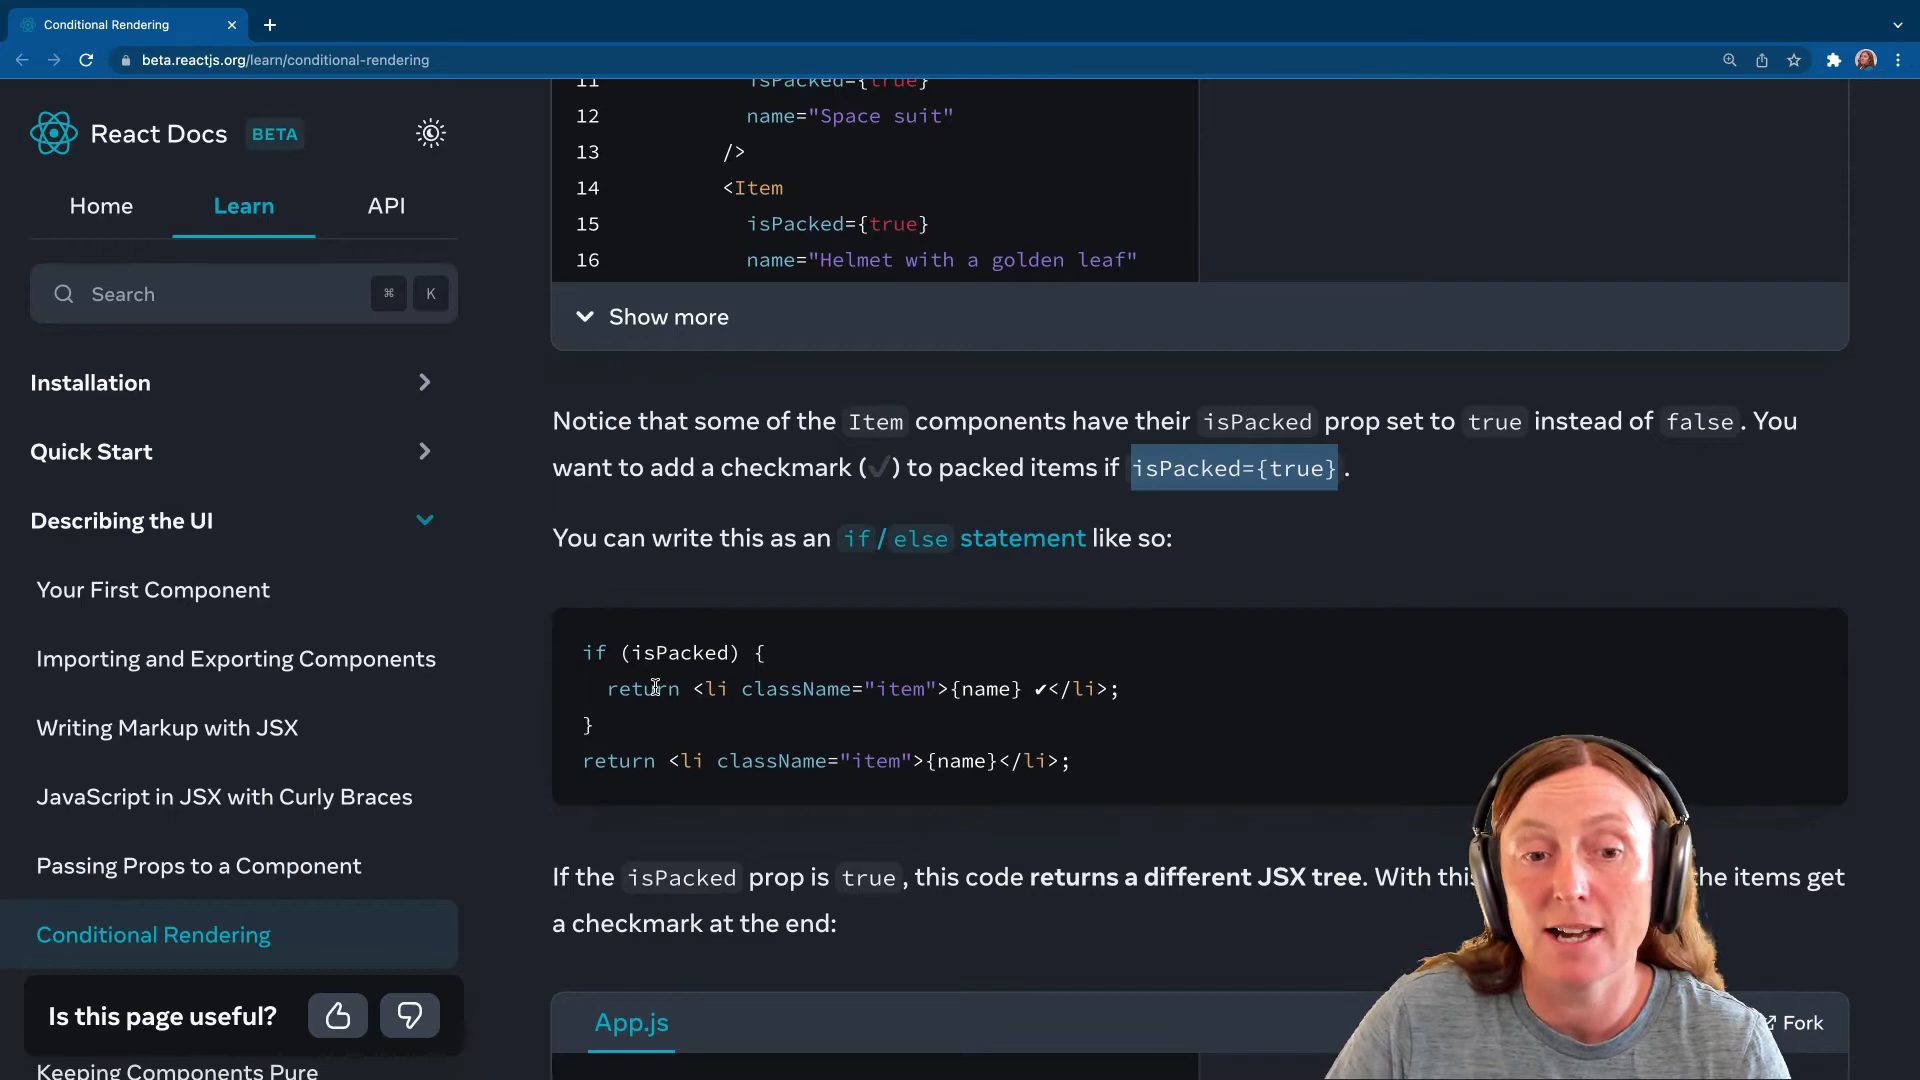 Conditional Rendering
beta.reactjs.org/learn/conditional-rendering
React Docs BETA
Home Learn API
Search ⌘ K
Installation
Quick Start
Describing the UI
Your First Component
Importing and Exporting Components
Writing Markup with JSX
JavaScript in JSX with Curly Braces
Passing Props to a Component
Conditional Rendering
Is this page useful?
Keeping Components Pure
11 isPacked={true}
12 name="Space suit"
13 />
14 <Item
15 isPacked={true}
16 name="Helmet with a golden leaf"
Show more
Notice that some of the Item components have their isPacked prop set to true instead of false. You
want to add a checkmark (✔) to packed items if isPacked={true}.
You can write this as an if/else statement like so:
if (isPacked) {
return <li className="item">{name} ✔</li>;
}
return <li className="item">{name}</li>;
If the isPacked prop is true, this code returns a different JSX tree. With this the items get
a checkmark at the end:
App.js
Fork